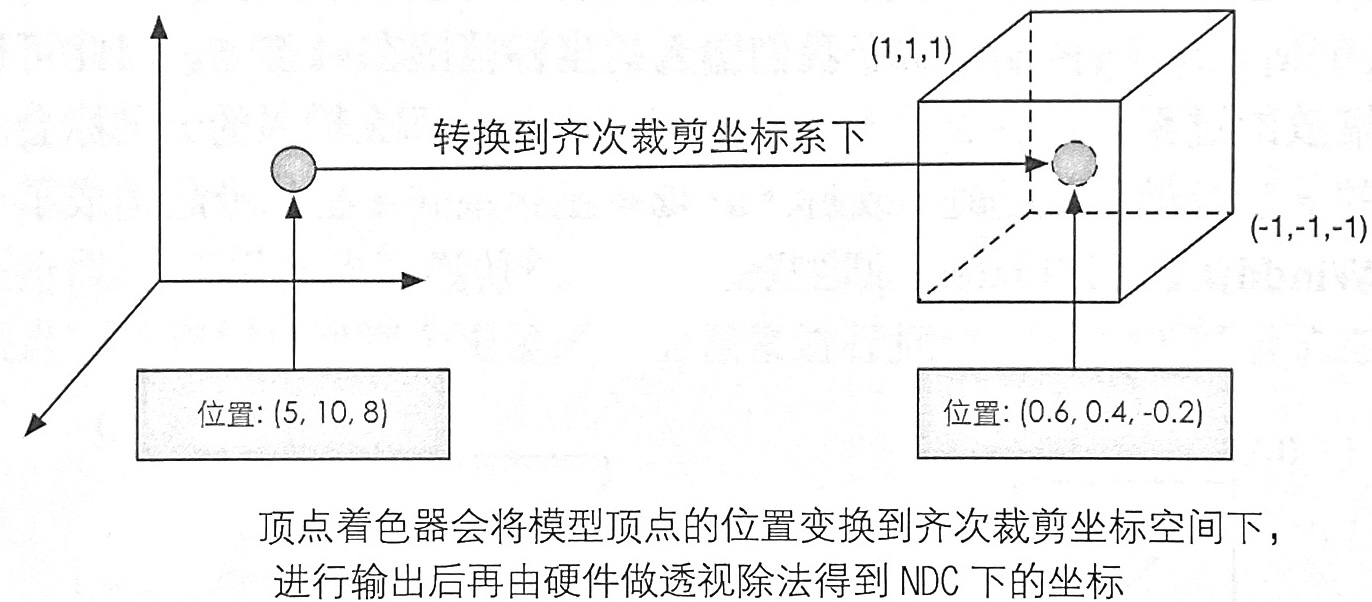 (1,1,1)
转换到齐次裁剪坐标系下
(-1,-1,-1)
位置: (5, 10, 8)
位置: (0.6, 0.4, -0.2)
顶点着色器会将模型顶点的位置变换到齐次裁剪坐标空间下，
进行输出后再由硬件做透视除法得到 NDC 下的坐标